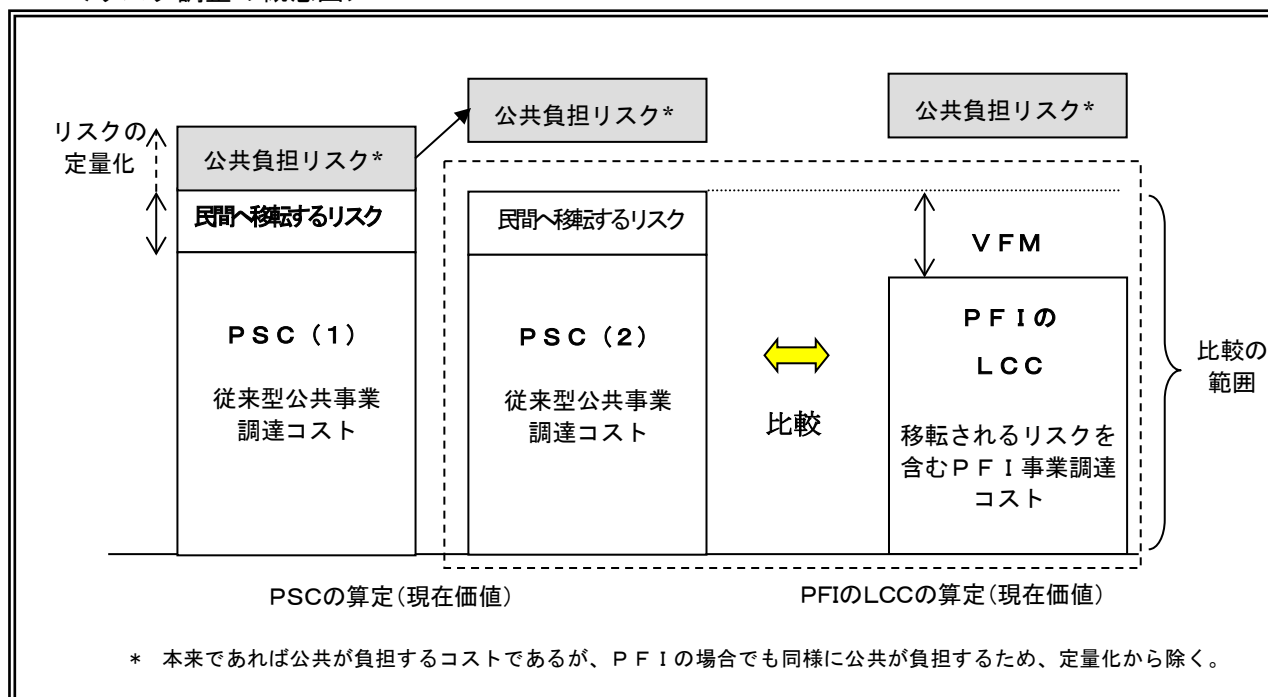 リスクの
定量化
公共負担リスク*
民間へ移転するリスク
ＰＳＣ（１）
従来型公共事業
調達コスト
公共負担リスク*
民間へ移転するリスク
ＰＳＣ（２）
従来型公共事業
調達コスト
比較
公共負担リスク*
ＶＦＭ
ＰＦＩの
ＬＣＣ
移転されるリスクを
含むＰＦＩ事業調達
コスト
比較の
範囲
PSCの算定(現在価値)
PFIのLCCの算定(現在価値)
* 本来であれば公共が負担するコストであるが、ＰＦＩの場合でも同様に公共が負担するため、定量化から除く。